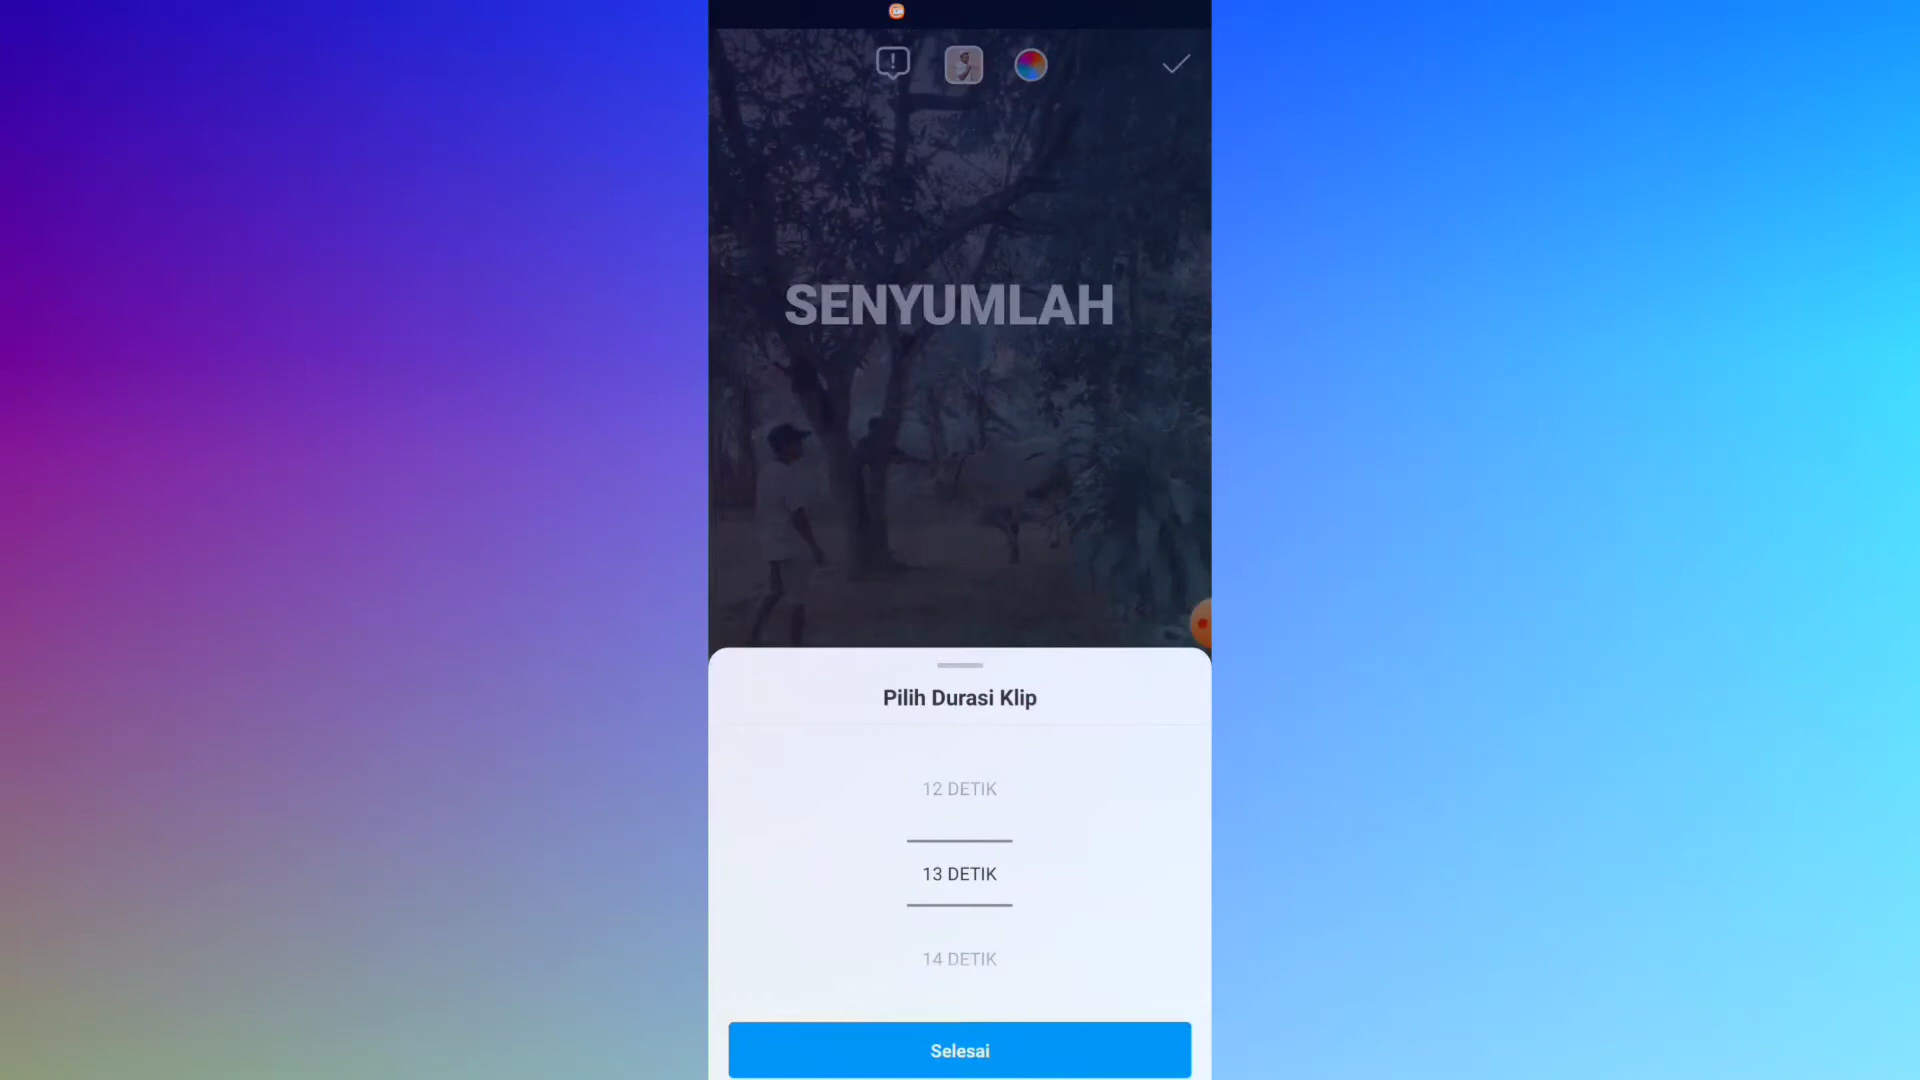 SENYUMLAH
Pilih Durasi Klip
12 DETIK
13 DETIK
14 DETIK
Selesai